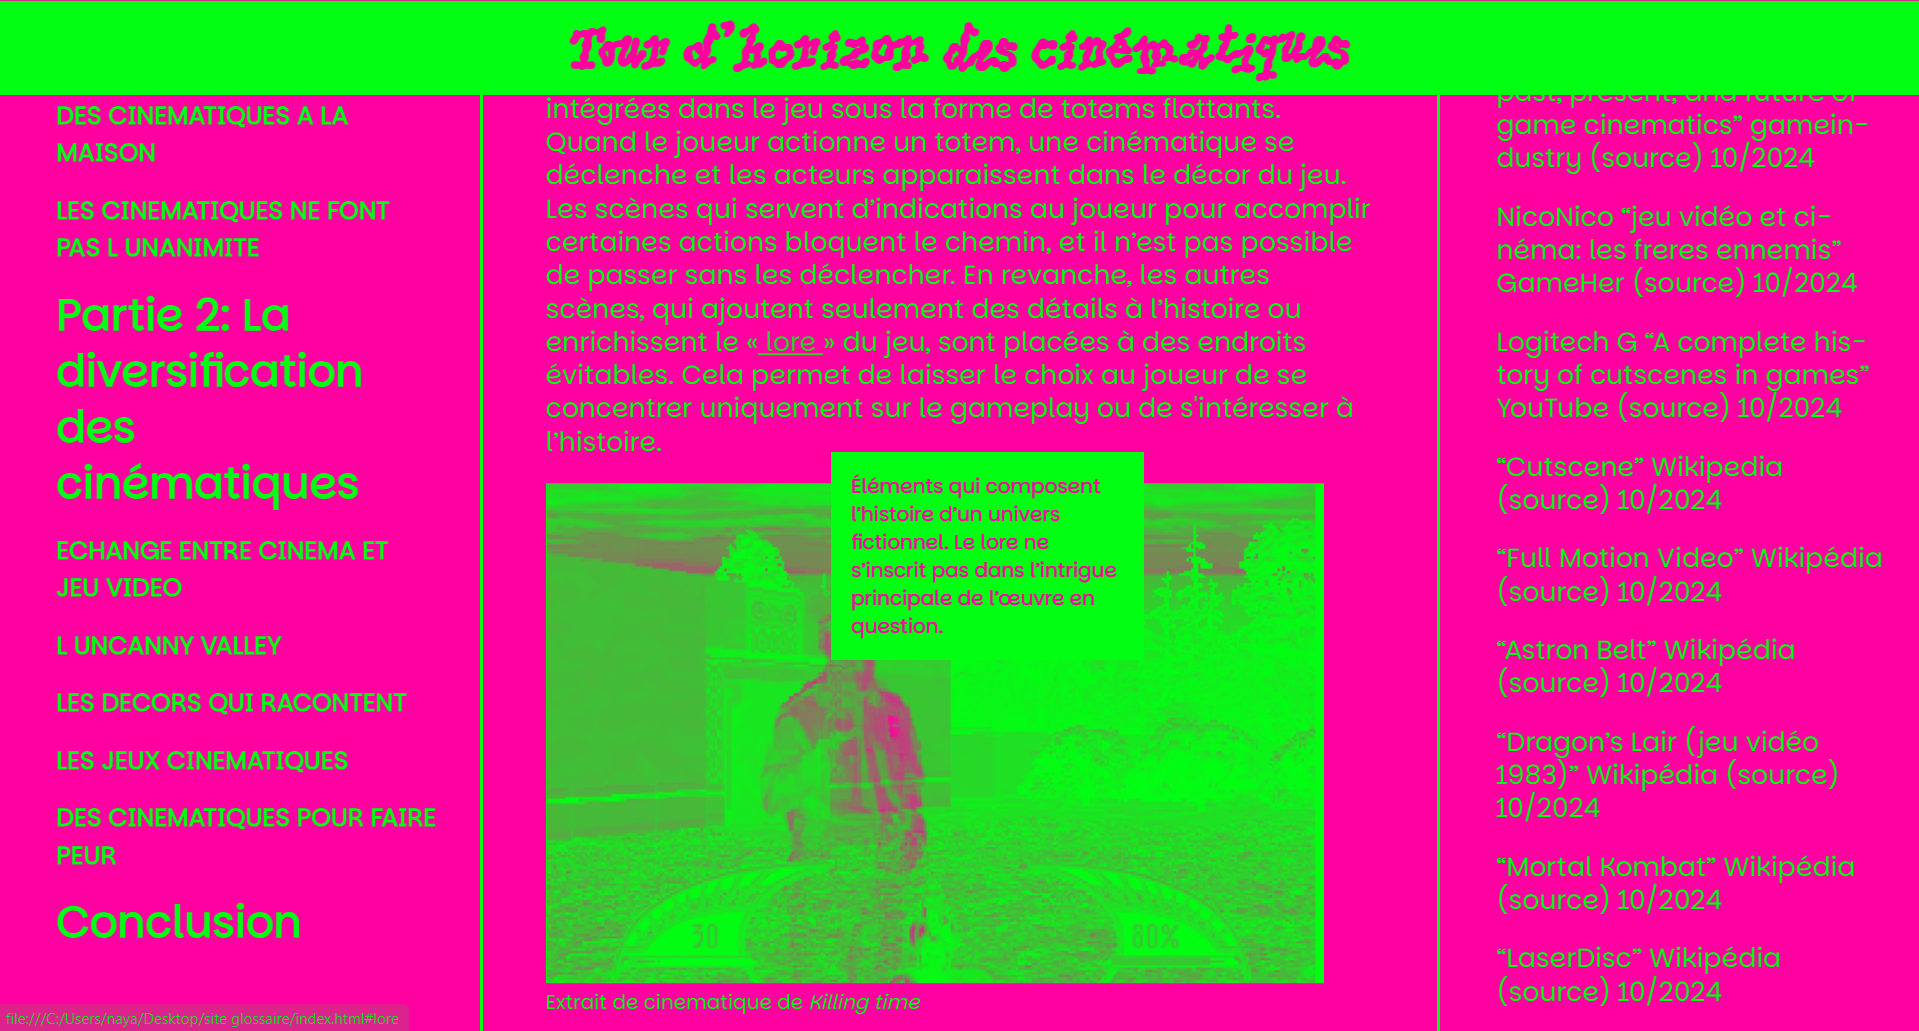 Tour d’horizon des cinématiques
DES CINEMATIQUES A LA
MAISON
LES CINEMATIQUES NE FONT
PAS L UNANIMITE
Partie 2: La
diversification
des
cinématiques
ECHANGE ENTRE CINEMA ET
JEU VIDEO
L UNCANNY VALLEY
LES DECORS QUI RACONTENT
LES JEUX CINEMATIQUES
DES CINEMATIQUES POUR FAIRE
PEUR
Conclusion
intégrées dans le jeu sous la forme de totems flottants.
Quand le joueur actionne un totem, une cinématique se
déclenche et les acteurs apparaissent dans le décor du jeu.
Les scènes qui servent d’indications au joueur pour accomplir
certaines actions bloquent le chemin, et il n’est pas possible
de passer sans les déclencher. En revanche, les autres
scènes, qui ajoutent seulement des détails à l’histoire ou
enrichissent le « lore » du jeu, sont placées à des endroits
évitables. Cela permet de laisser le choix au joueur de se
concentrer uniquement sur le gameplay ou de s'intéresser à
l’histoire.
Éléments qui composent
l’histoire d’un univers
fictionnel. Le lore ne
s’inscrit pas dans l’intrigue
principale de l’œuvre en
question.
30
80%
Extrait de cinematique de Killing time
past, present, and future of
game cinematics” gamein-
dustry (source) 10/2024
NicoNico “jeu vidéo et ci-
néma: les freres ennemis”
GameHer (source) 10/2024
Logitech G “A complete his-
tory of cutscenes in games”
YouTube (source) 10/2024
“Cutscene” Wikipedia
(source) 10/2024
“Full Motion Video” Wikipédia
(source) 10/2024
“Astron Belt” Wikipédia
(source) 10/2024
“Dragon’s Lair (jeu vidéo
1983)” Wikipédia (source)
10/2024
“Mortal Kombat” Wikipédia
(source) 10/2024
“LaserDisc” Wikipédia
(source) 10/2024
file:///C:/Users/naya/Desktop/site glossaire/index.html#lore